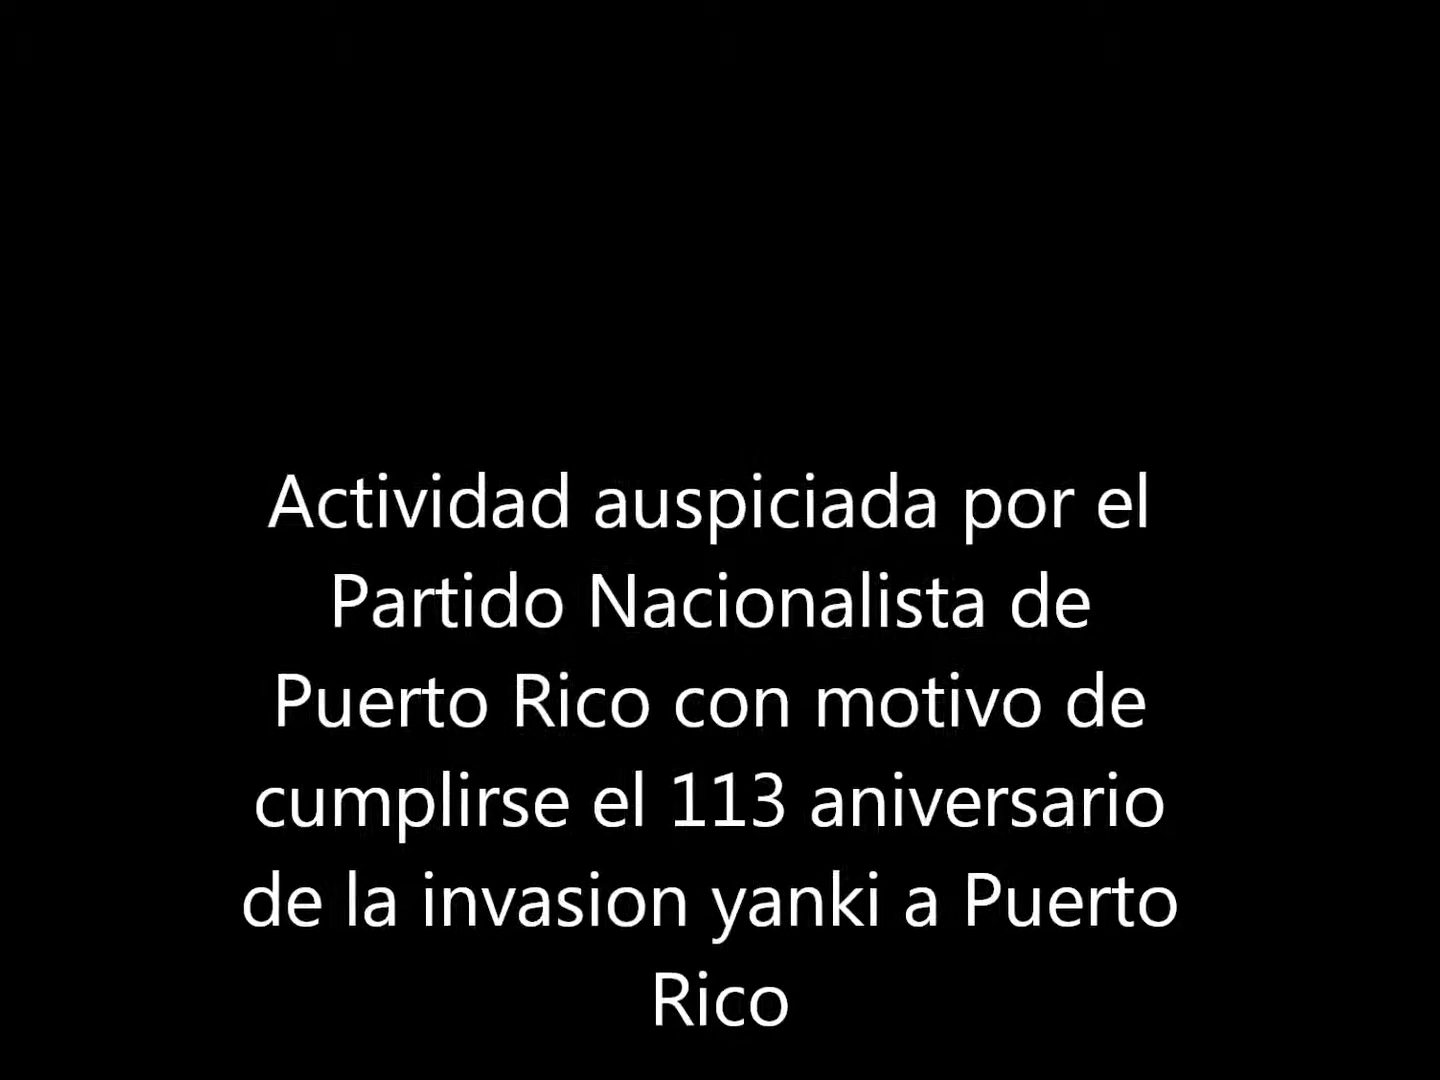 Actividad auspiciada por el
Partido Nacionalista de
Puerto Rico con motivo de
cumplirse el 113 aniversario
de la invasion yanki a Puerto
Rico